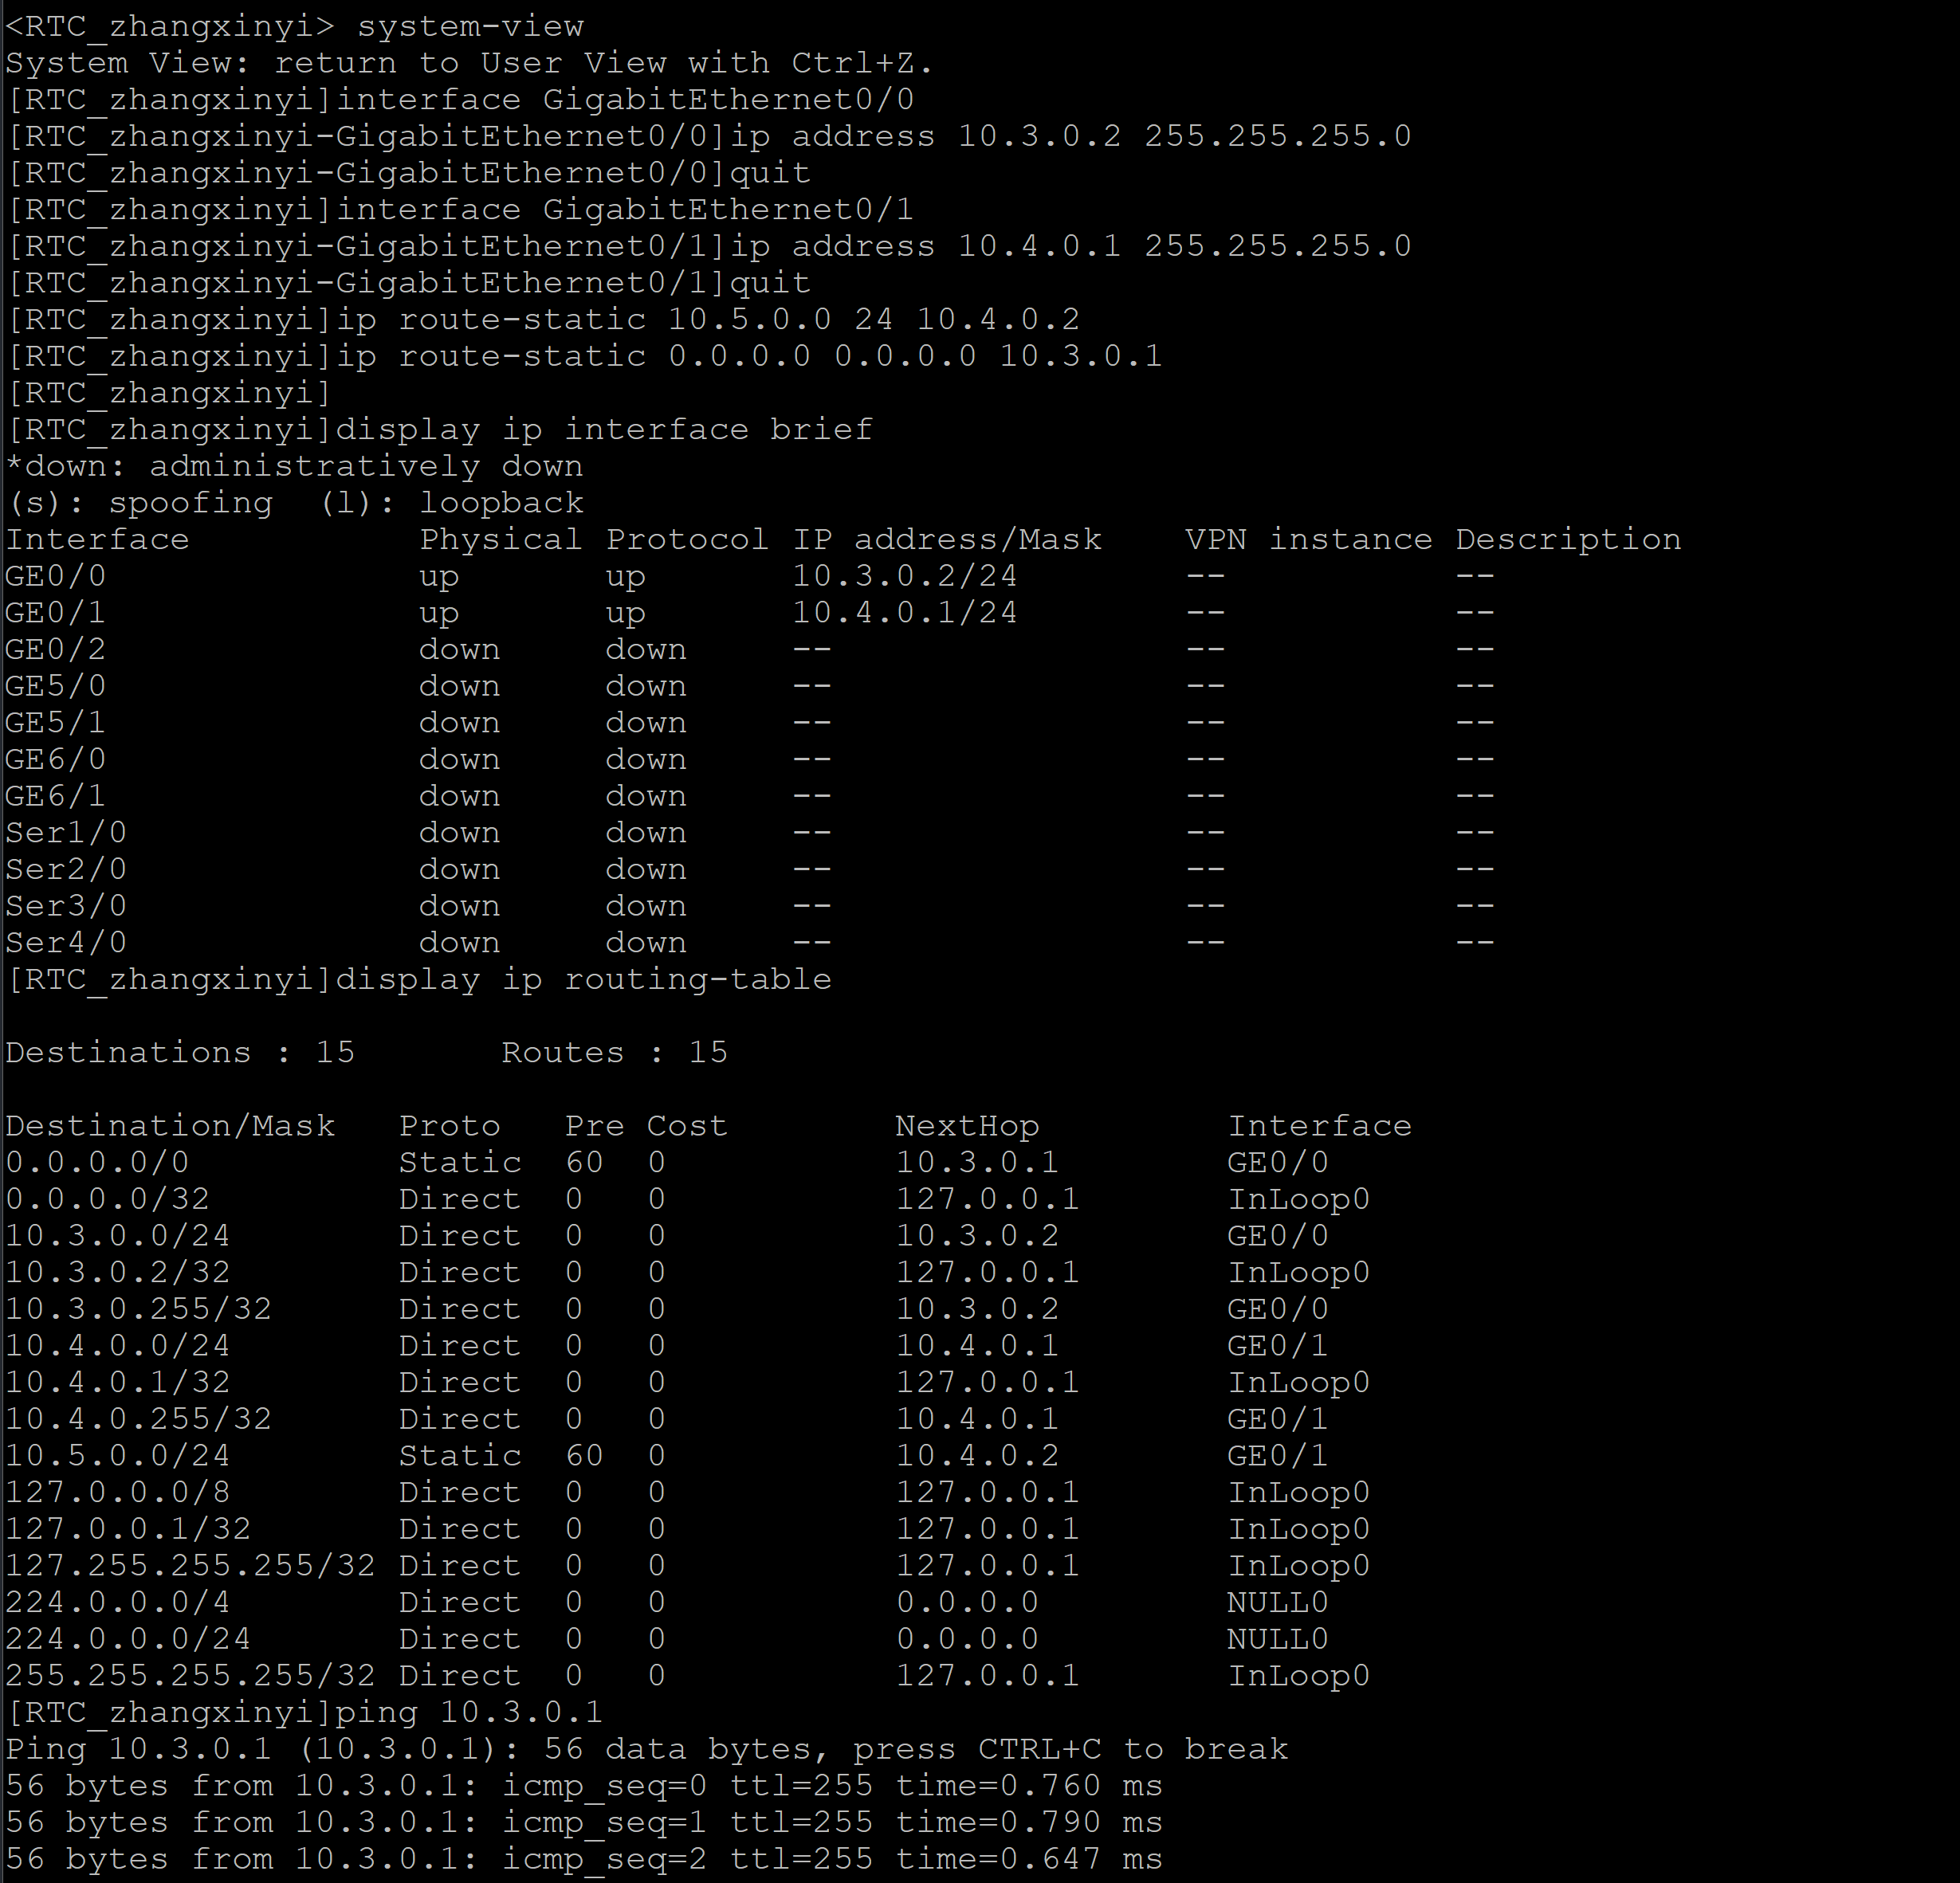 <RTC_zhangxinyi> system-view
System View: return to User View with Ctrl+Z.
[RTC_zhangxinyi]interface GigabitEthernet0/0
[RTC_zhangxinyi-GigabitEthernet0/0]ip address 10.3.0.2 255.255.255.0
[RTC_zhangxinyi-GigabitEthernet0/0]quit
[RTC_zhangxinyi]interface GigabitEthernet0/1
[RTC_zhangxinyi-GigabitEthernet0/1]ip address 10.4.0.1 255.255.255.0
[RTC_zhangxinyi-GigabitEthernet0/1]quit
[RTC_zhangxinyi]ip route-static 10.5.0.0 24 10.4.0.2
[RTC_zhangxinyi]ip route-static 0.0.0.0 0.0.0.0 10.3.0.1
[RTC_zhangxinyi]
[RTC_zhangxinyi]display ip interface brief
*down: administratively down
(s): spoofing  (l): loopback
Interface           Physical Protocol IP address/Mask    VPN instance Description
GE0/0               up       up       10.3.0.2/24        --           --
GE0/1               up       up       10.4.0.1/24        --           --
GE0/2               down     down     --                 --           --
GE5/0               down     down     --                 --           --
GE5/1               down     down     --                 --           --
GE6/0               down     down     --                 --           --
GE6/1               down     down     --                 --           --
Ser1/0              down     down     --                 --           --
Ser2/0              down     down     --                 --           --
Ser3/0              down     down     --                 --           --
Ser4/0              down     down     --                 --           --
[RTC_zhangxinyi]display ip routing-table
Destinations : 15       Routes : 15
Destination/Mask   Proto   Pre Cost        NextHop         Interface
0.0.0.0/0          Static  60  0           10.3.0.1        GE0/0
0.0.0.0/32         Direct  0   0           127.0.0.1       InLoop0
10.3.0.0/24        Direct  0   0           10.3.0.2        GE0/0
10.3.0.2/32        Direct  0   0           127.0.0.1       InLoop0
10.3.0.255/32      Direct  0   0           10.3.0.2        GE0/0
10.4.0.0/24        Direct  0   0           10.4.0.1        GE0/1
10.4.0.1/32        Direct  0   0           127.0.0.1       InLoop0
10.4.0.255/32      Direct  0   0           10.4.0.1        GE0/1
10.5.0.0/24        Static  60  0           10.4.0.2        GE0/1
127.0.0.0/8        Direct  0   0           127.0.0.1       InLoop0
127.0.0.1/32       Direct  0   0           127.0.0.1       InLoop0
127.255.255.255/32 Direct  0   0           127.0.0.1       InLoop0
224.0.0.0/4        Direct  0   0           0.0.0.0         NULL0
224.0.0.0/24       Direct  0   0           0.0.0.0         NULL0
255.255.255.255/32 Direct  0   0           127.0.0.1       InLoop0
[RTC_zhangxinyi]ping 10.3.0.1
Ping 10.3.0.1 (10.3.0.1): 56 data bytes, press CTRL+C to break
56 bytes from 10.3.0.1: icmp_seq=0 ttl=255 time=0.760 ms
56 bytes from 10.3.0.1: icmp_seq=1 ttl=255 time=0.790 ms
56 bytes from 10.3.0.1: icmp_seq=2 ttl=255 time=0.647 ms